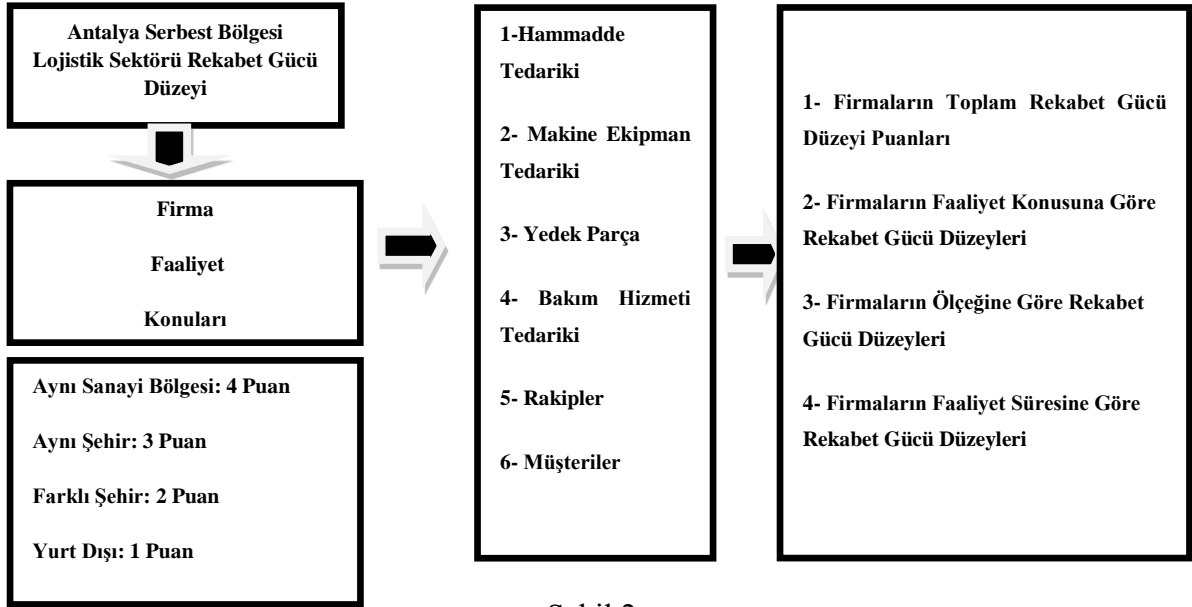 Antalya Serbest Bölgesi
Lojistik Sektörü Rekabet Gücü
Düzeyi
Firma
Faaliyet
Konuları
Aynı Sanayi Bölgesi: 4 Puan
Aynı Şehir: 3 Puan
Farklı Şehir: 2 Puan
Yurt Dışı: 1 Puan
1-Hammadde
Tedariki
2- Makine Ekipman
Tedariki
3- Yedek Parça
4- Bakım Hizmeti
Tedariki
5- Rakipler
6- Müşteriler
1- Firmaların Toplam Rekabet Gücü
Düzeyi Puanları
2- Firmaların Faaliyet Konusuna Göre
Rekabet Gücü Düzeyleri
3- Firmaların Ölçeğine Göre Rekabet
Gücü Düzeyleri
4- Firmaların Faaliyet Süresine Göre
Rekabet Gücü Düzeyleri